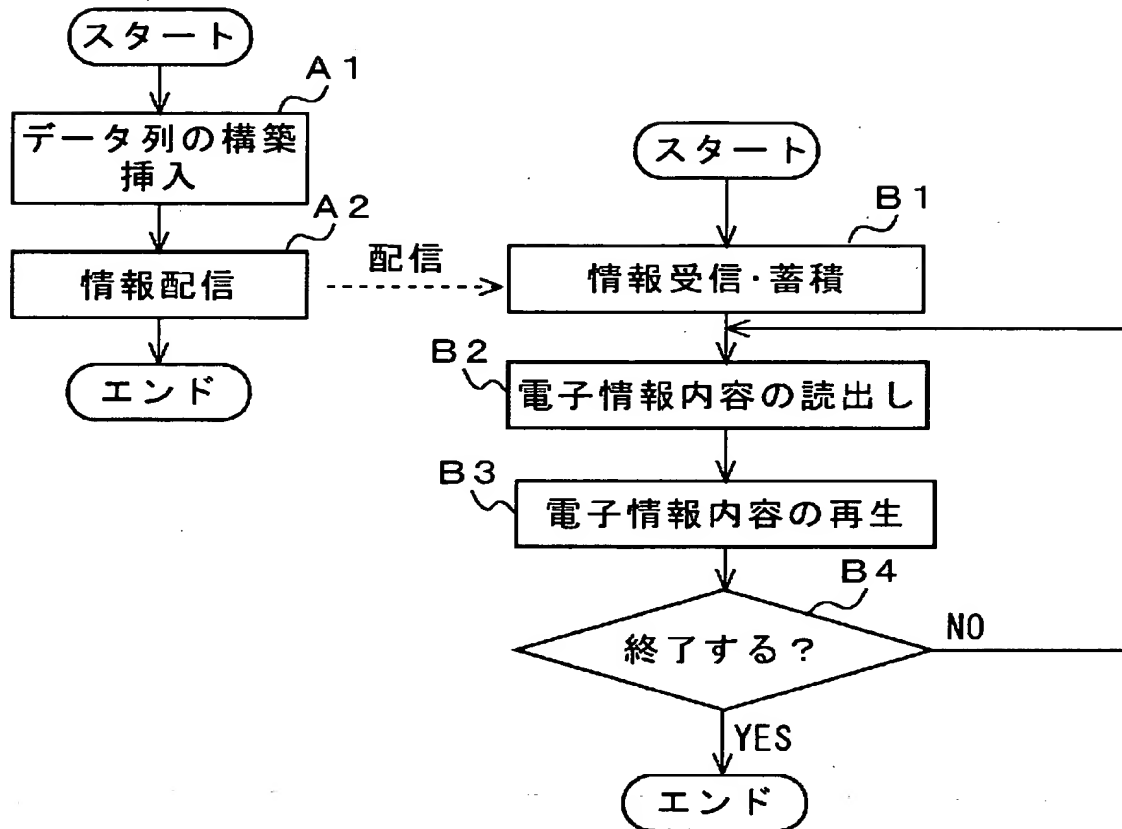 スタート
A1
データ列の構築
挿入
A2
情報配信
エンド
配信
スタート
B1
情報受信・蓄積
B2
電子情報内容の読出し
B3
電子情報内容の再生
B4
終了する?
NO
YES
エンド